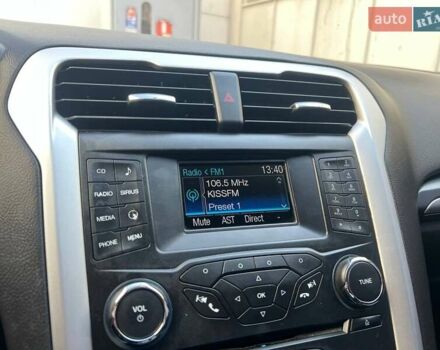 auto RIA
Radio < FM1 13:40
106.5 MHz
KISSFM
Preset 1
Mute AST Direct
CD
RADIO SIRIUS
MEDIA
PHONE MENU
VOL
OK
TUNE